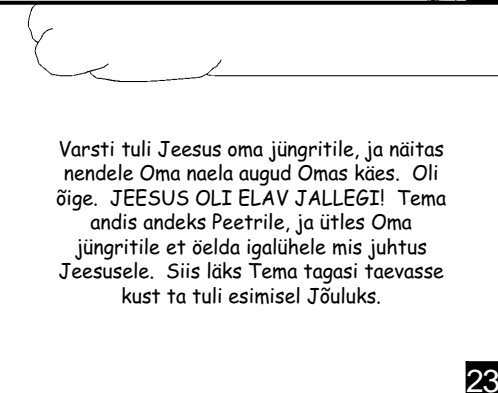 Varsti tuli Jeesus oma jüngritile, ja näitas
nendele Oma naela augud Omas käes.  Oli
õige.  JEESUS OLI ELAV JALLEGI!  Tema
andis andeks Peetrile, ja ütles Oma
jüngritile et öelda igalühele mis juhtus
Jeesusele.  Siis läks Tema tagasi taevasse
kust ta tuli esimisel Jõuluks.
23